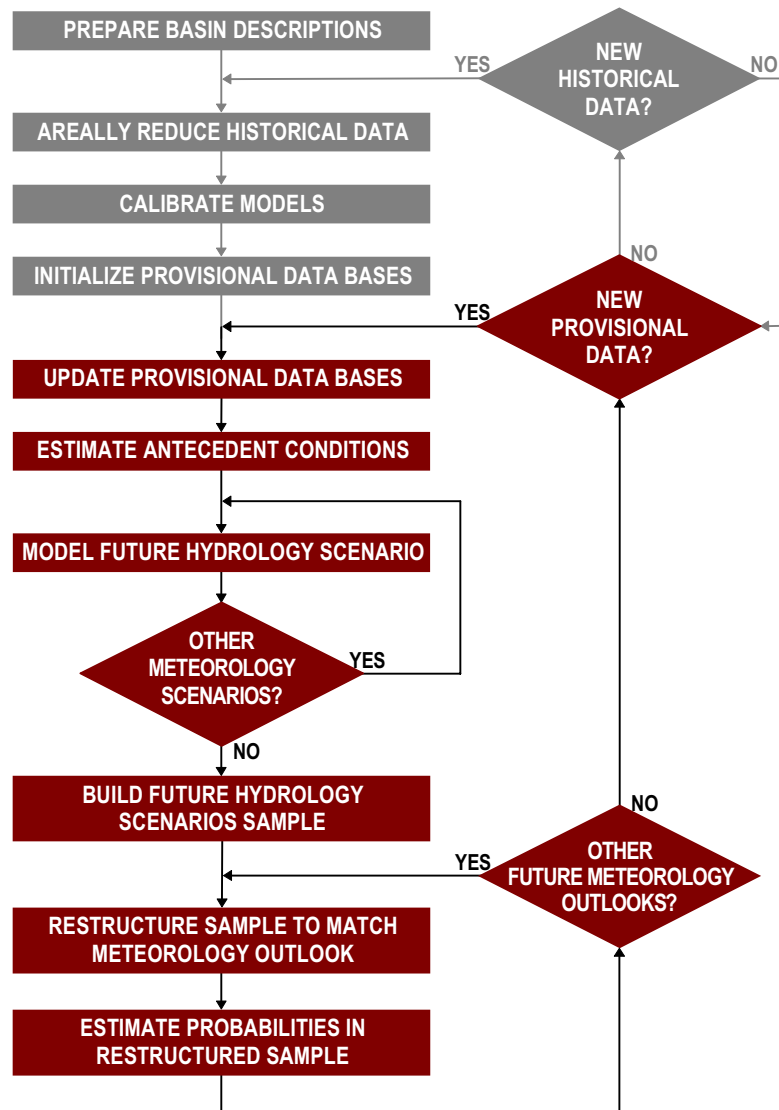 PREPARE BASIN DESCRIPTIONS
YES
NEW
HISTORICAL
DATA?
NO
AREALLY REDUCE HISTORICAL DATA
CALIBRATE MODELS
INITIALIZE PROVISIONAL DATA BASES
NO
YES
NEW
PROVISIONAL
DATA?
UPDATE PROVISIONAL DATA BASES
ESTIMATE ANTECEDENT CONDITIONS
MODEL FUTURE HYDROLOGY SCENARIO
OTHER
METEOROLOGY
SCENARIOS?
YES
NO
BUILD FUTURE HYDROLOGY
SCENARIOS SAMPLE
NO
YES
OTHER
FUTURE METEOROLOGY
OUTLOOKS?
RESTRUCTURE SAMPLE TO MATCH
METEOROLOGY OUTLOOK
ESTIMATE PROBABILITIES IN
RESTRUCTURED SAMPLE